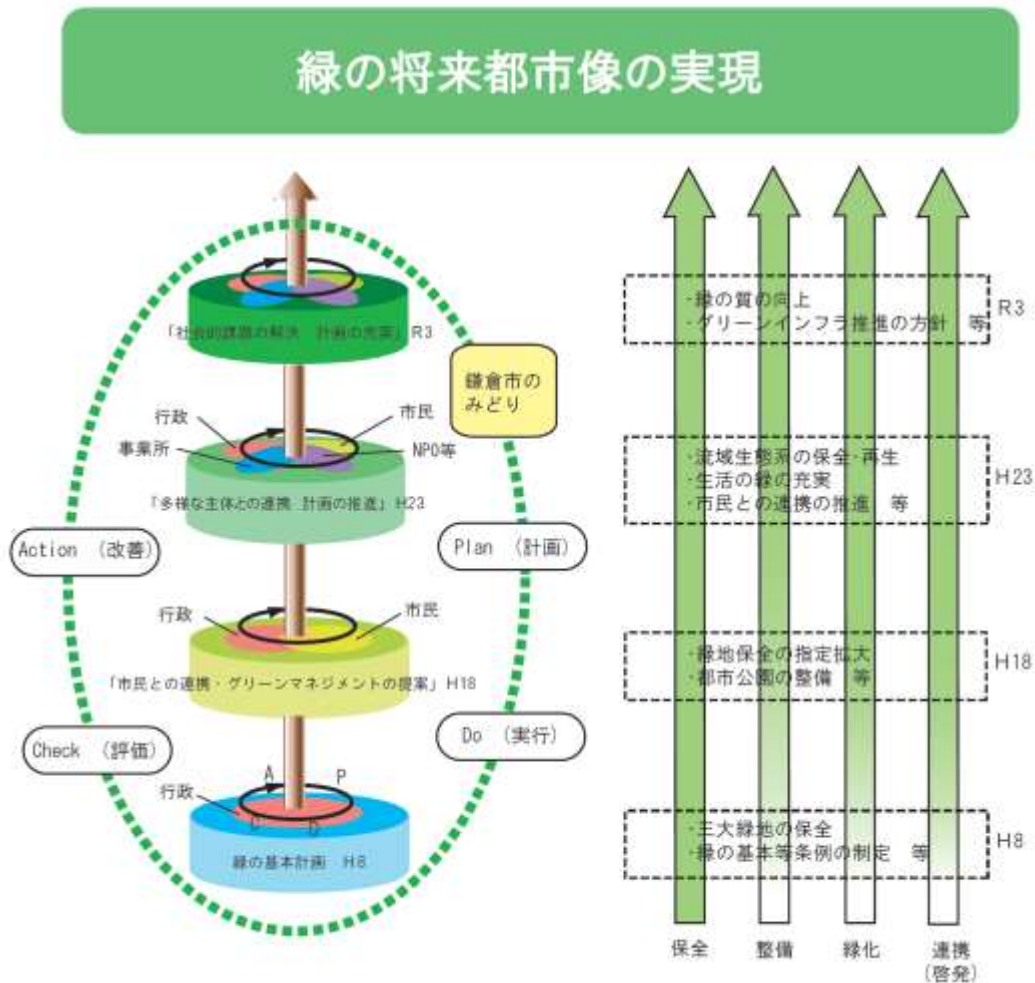 緑の将来都市像の実現
「社会的課題の解決　計画の充実」R3
鎌倉市の
みどり
行政
市民
事業所
NPO等
「多様な主体との連携 計画の推進」H23
Action （改善）
Plan （計画）
行政
市民
「市民との連携・グリーンマネジメントの提案」H18
Check （評価）
Do （実行）
A
P
行政
C
D
緑の基本計画　H8
・緑の質の向上
・グリーンインフラ推進の方針　等
R3
・流域生態系の保全・再生
・生活の緑の充実
・市民との連携の推進　等
H23
・緑地保全の指定拡大
・都市公園の整備　等
H18
・三大緑地の保全
・緑の基本等条例の制定　等
H8
保全
整備
緑化
連携
(啓発)